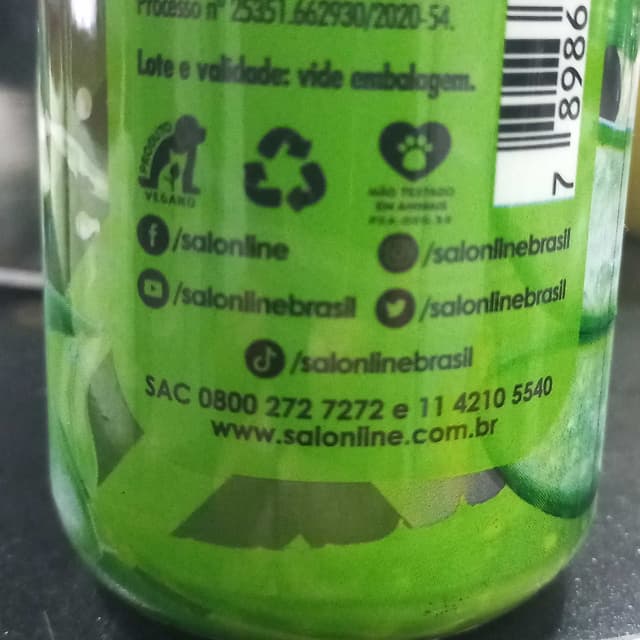 Processo nº 25351.662930/2020-54.
Lote e validade: vide embalagem.
PRODUTO
VEGANO
NÃO TESTADO
EM ANIMAIS
/salonline
/salonlinebrasil
/salonlinebrasil
/salonlinebrasil
/salonlinebrasil
SAC 0800 272 7272 e 11 4210 5540
www.salonline.com.br
7 8986